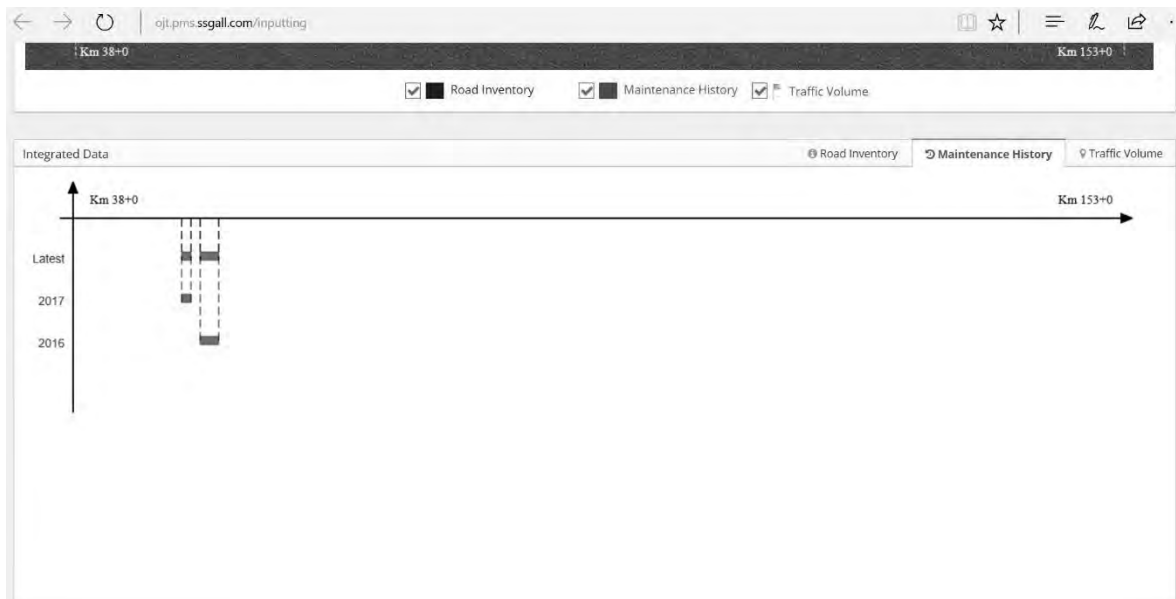 ojt.pms.ssgall.com/inputting
Km 38+0 Km 153+0
Road Inventory Maintenance History Traffic Volume
Integrated Data Road Inventory Maintenance History Traffic Volume
Km 38+0 Km 153+0
Latest
2017
2016